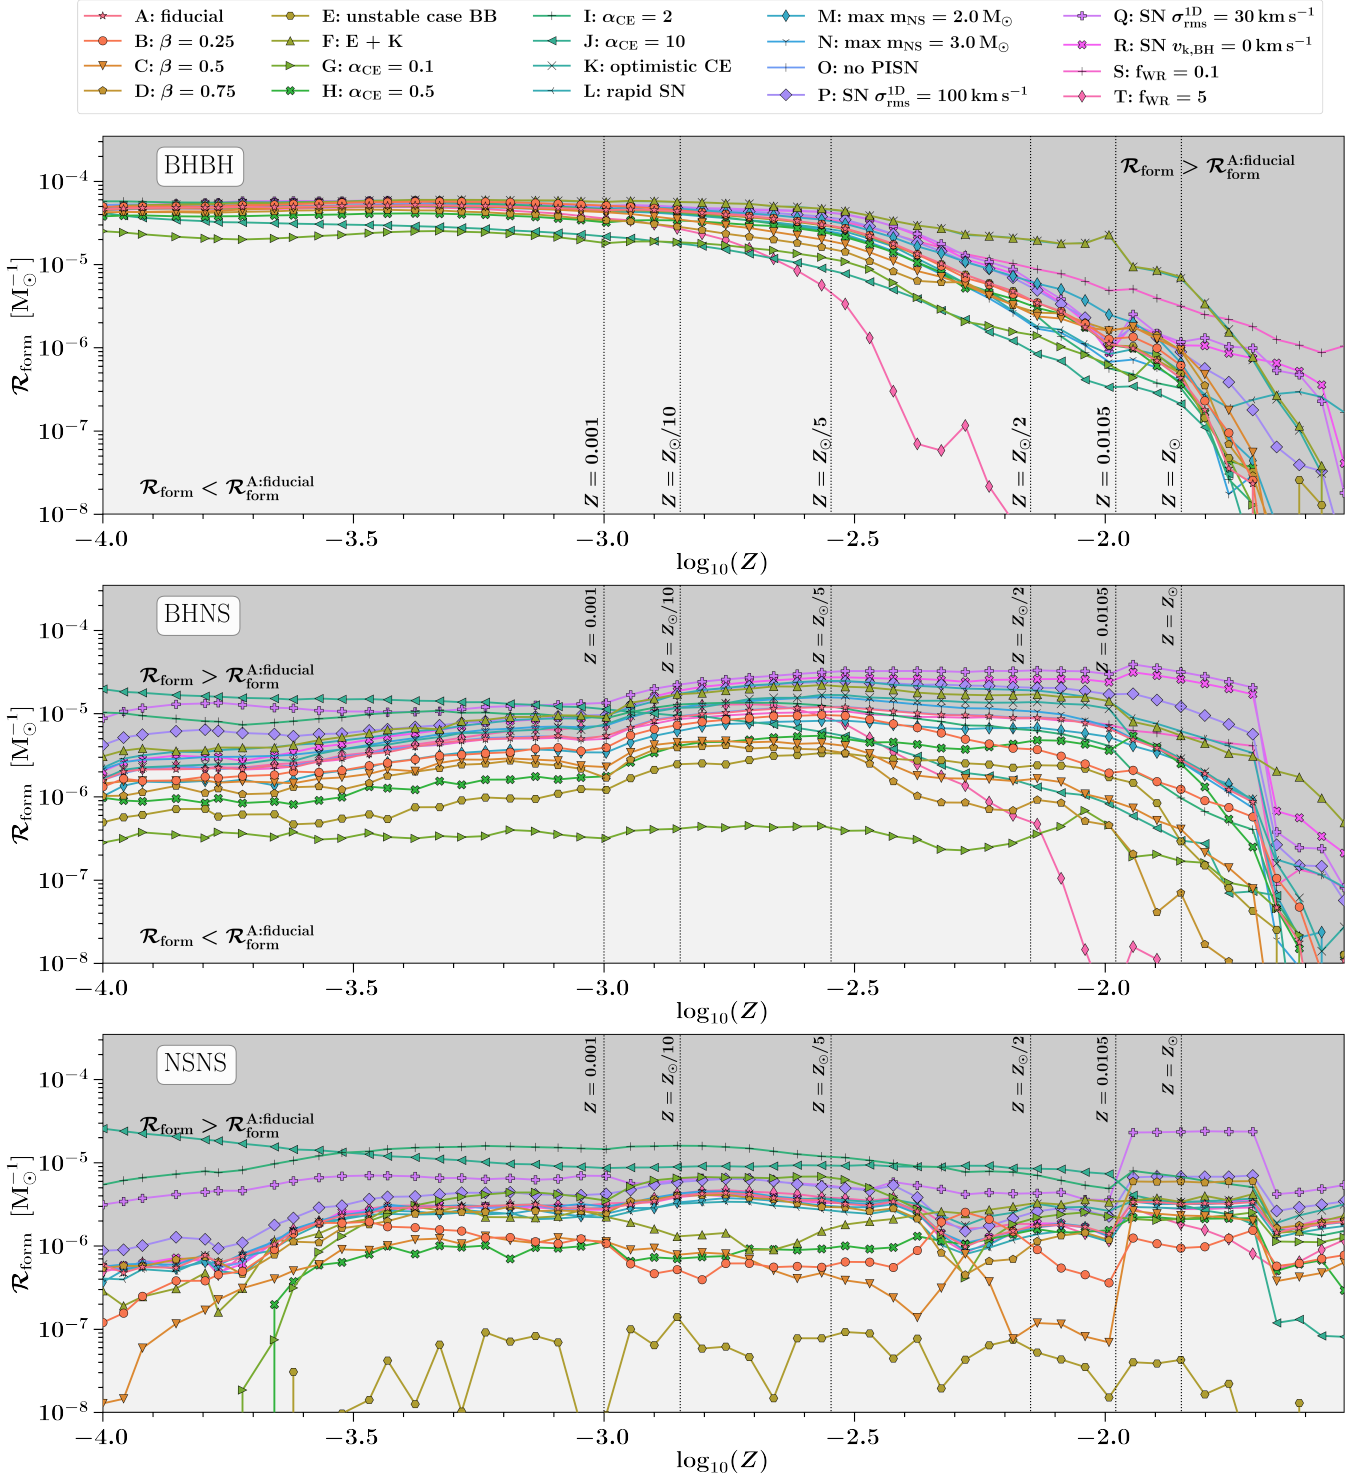 A: fiducial
B: β = 0.25
C: β = 0.5
D: β = 0.75
E: unstable case BB
F: E + K
G: α_CE = 0.1
H: α_CE = 0.5
I: α_CE = 2
J: α_CE = 10
K: optimistic CE
L: rapid SN
M: max m_NS = 2.0 M_⊙
N: max m_NS = 3.0 M_⊙
O: no PISN
P: SN σ_rms^1D = 100 km s^−1
Q: SN σ_rms^1D = 30 km s^−1
R: SN v_k,BH = 0 km s^−1
S: f_WR = 0.1
T: f_WR = 5
BHBH
ℛ_form > ℛ_form^A:fiducial
ℛ_form < ℛ_form^A:fiducial
Z = 0.001
Z = Z_⊙/10
Z = Z_⊙/5
Z = Z_⊙/2
Z = 0.0105
Z = Z_⊙
10^−4
10^−5
10^−6
10^−7
10^−8
ℛ_form [M_⊙^−1]
−4.0 −3.5 −3.0 −2.5 −2.0
log_10(Z)
BHNS
ℛ_form > ℛ_form^A:fiducial
ℛ_form < ℛ_form^A:fiducial
Z = 0.001
Z = Z_⊙/10
Z = Z_⊙/5
Z = Z_⊙/2
Z = 0.0105
Z = Z_⊙
10^−4
10^−5
10^−6
10^−7
10^−8
ℛ_form [M_⊙^−1]
−4.0 −3.5 −3.0 −2.5 −2.0
log_10(Z)
NSNS
ℛ_form > ℛ_form^A:fiducial
Z = 0.001
Z = Z_⊙/10
Z = Z_⊙/5
Z = Z_⊙/2
Z = 0.0105
Z = Z_⊙
10^−4
10^−5
10^−6
10^−7
10^−8
ℛ_form [M_⊙^−1]
−4.0 −3.5 −3.0 −2.5 −2.0
log_10(Z)